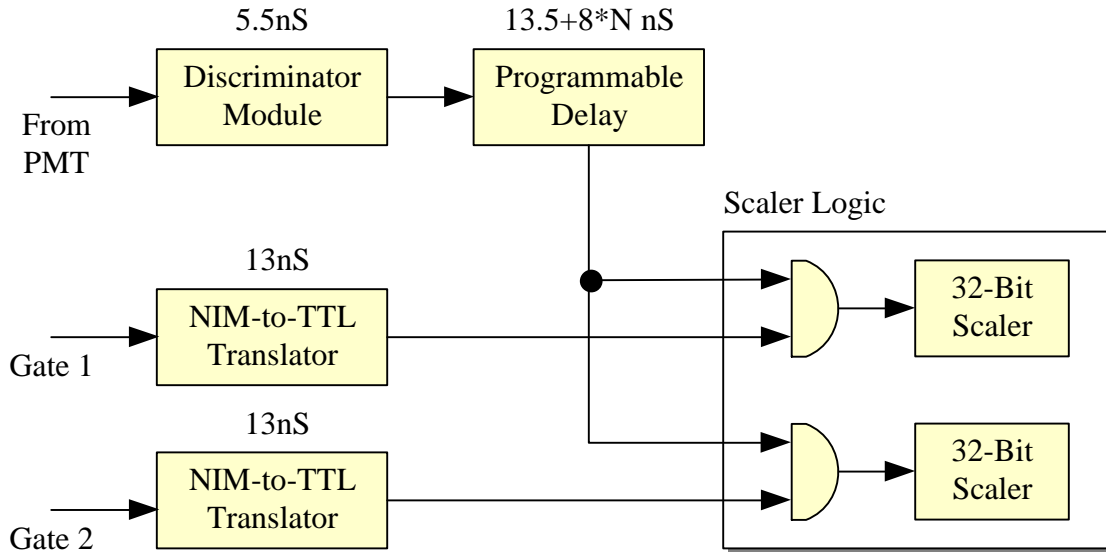 5.5nS
13.5+8*N nS
Discriminator
Module
Programmable
Delay
From
PMT
Scaler Logic
13nS
NIM-to-TTL
Translator
32-Bit
Scaler
Gate 1
13nS
NIM-to-TTL
Translator
32-Bit
Scaler
Gate 2